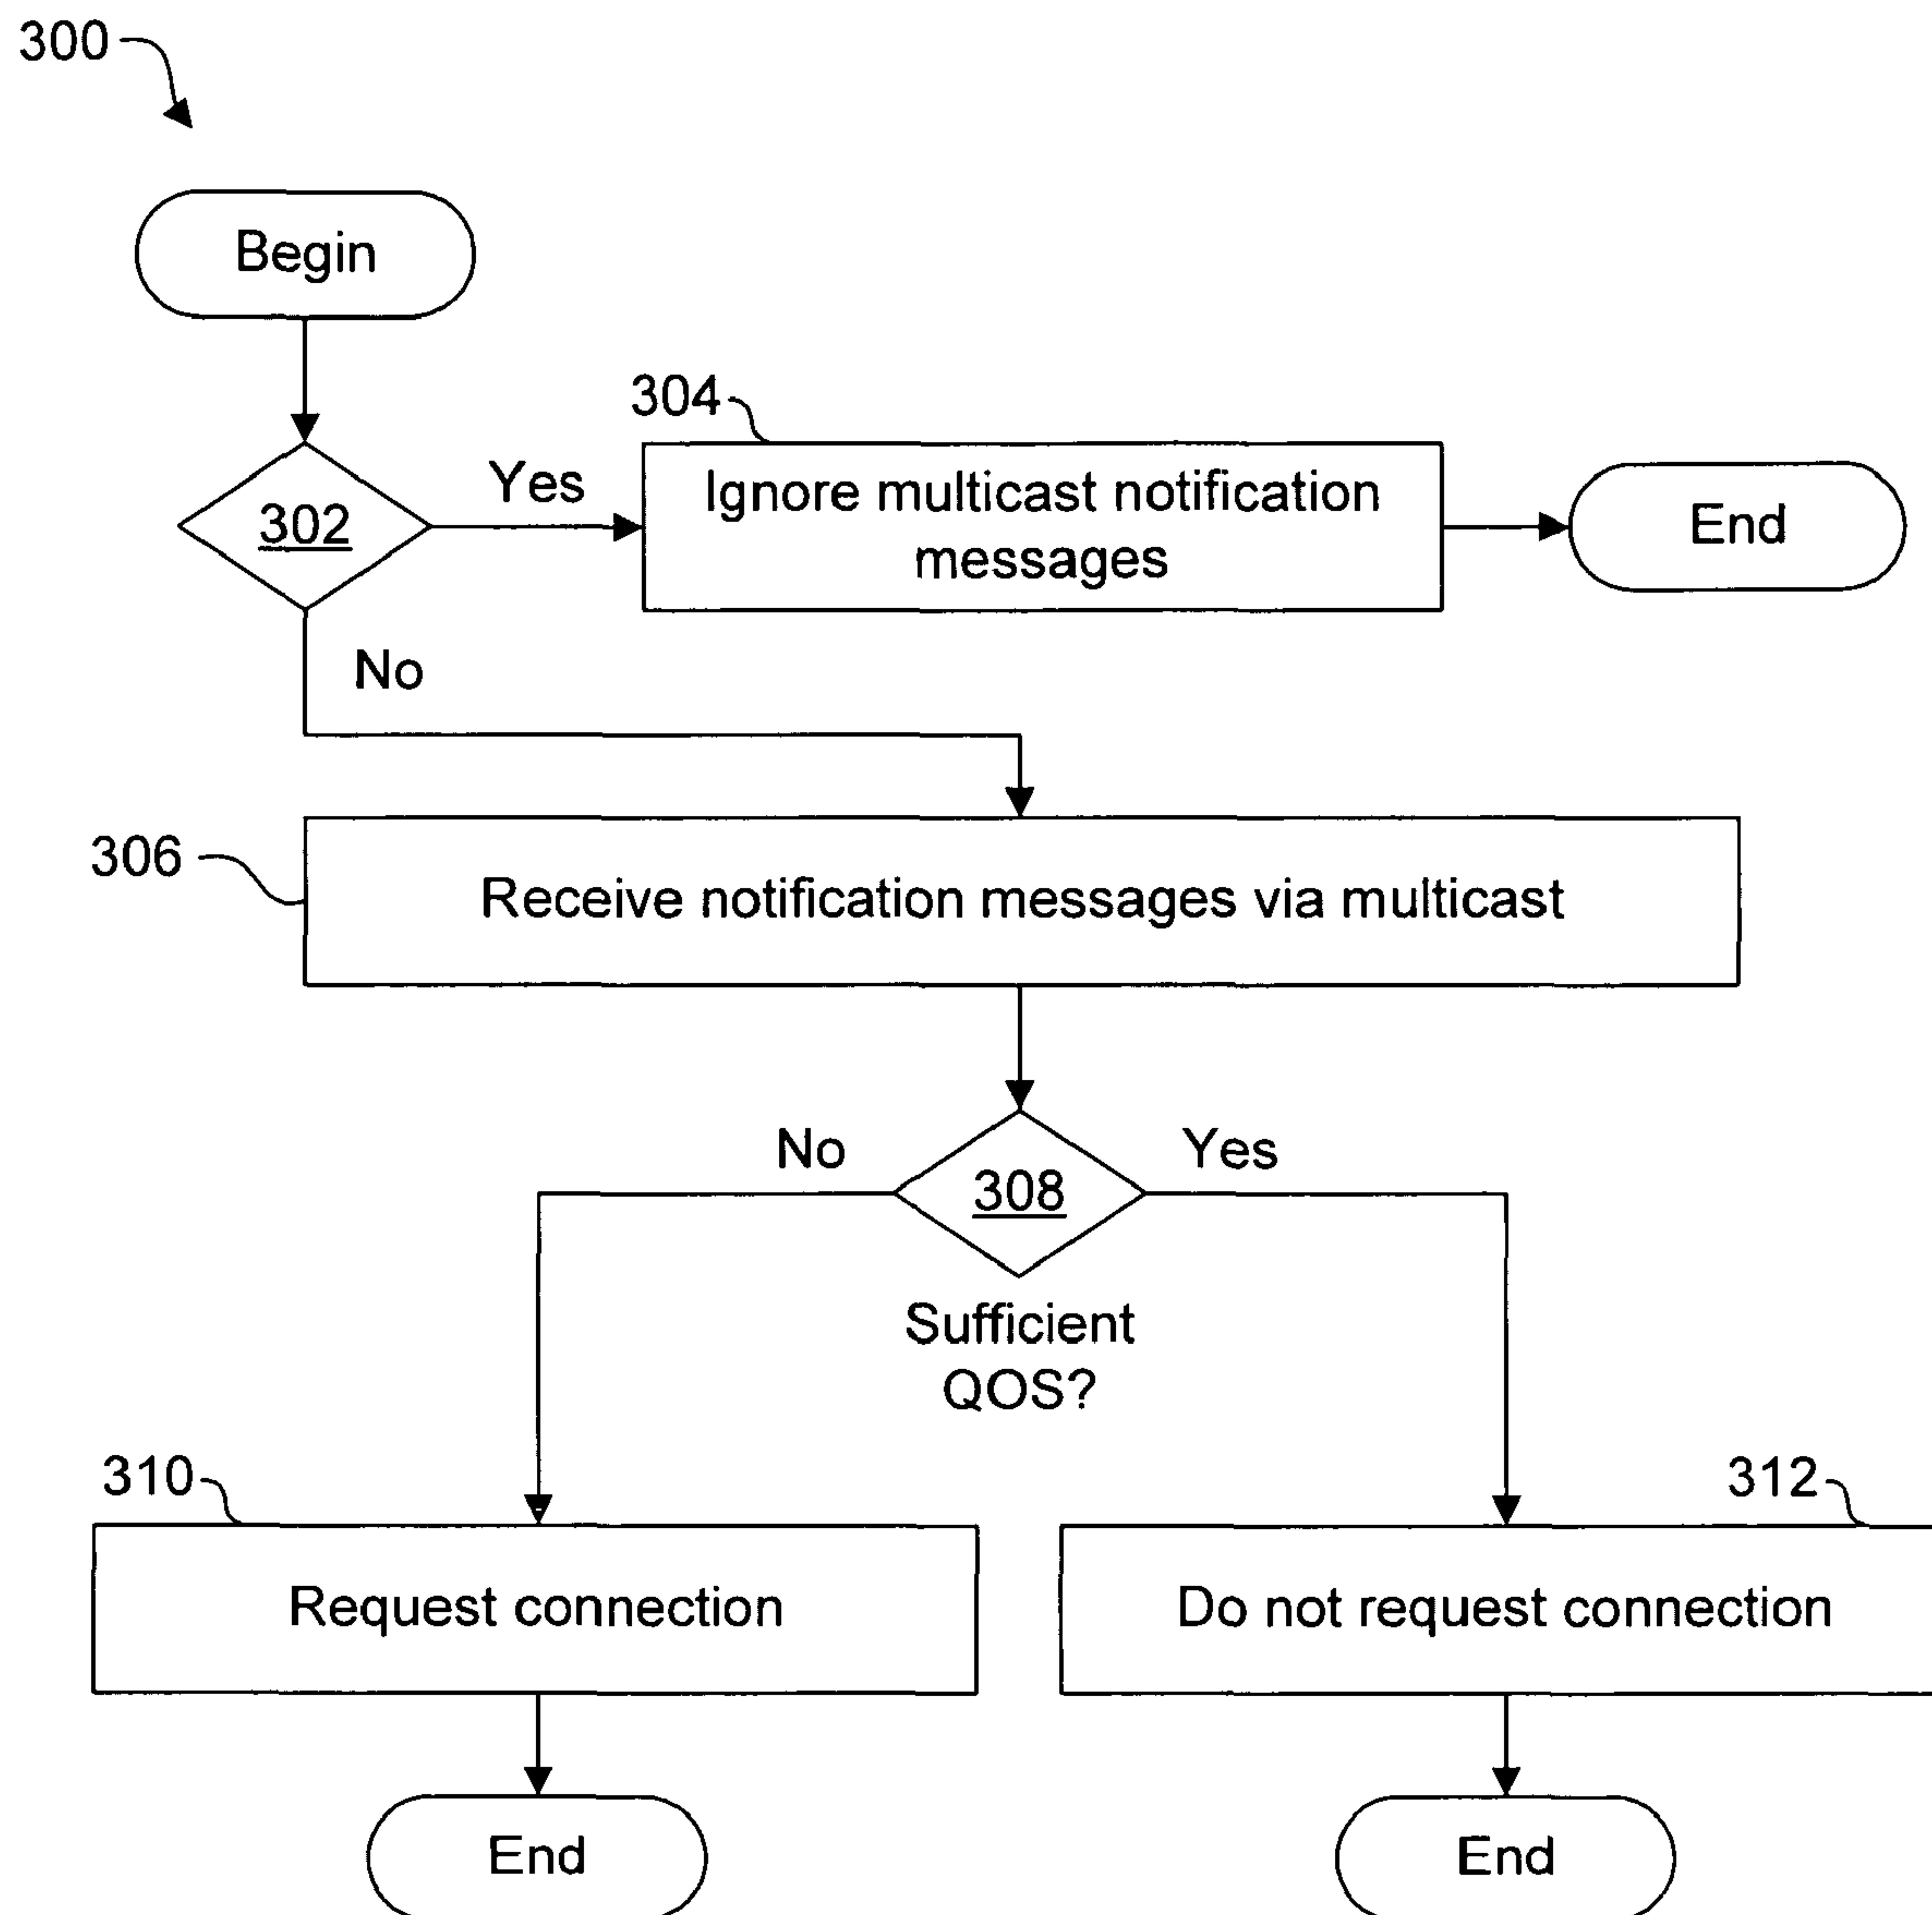 300
Begin
304
302
Yes
Ignore multicast notification
messages
End
No
306
Receive notification messages via multicast
No
308
Yes
Sufficient
QOS?
310
312
Request connection
Do not request connection
End
End